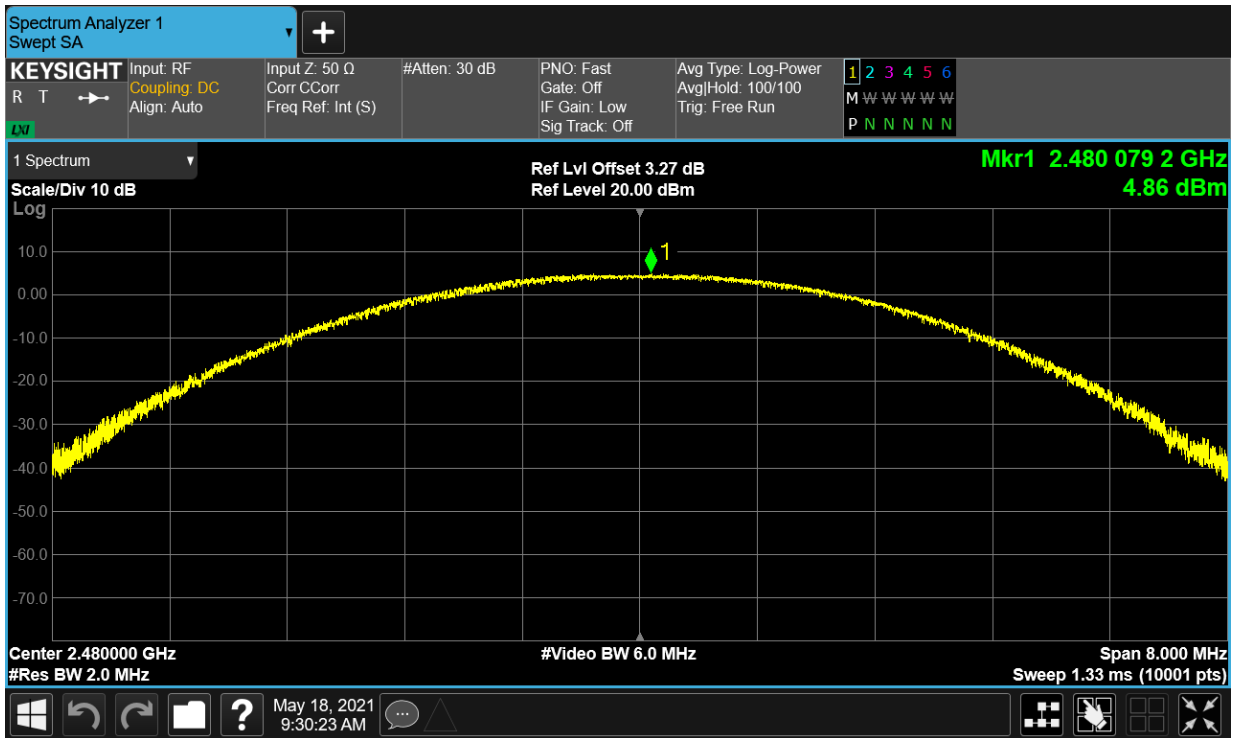 Spectrum Analyzer 1
Swept SA
+
KEYSIGHT
R T
LXI
Input: RF
Coupling: DC
Align: Auto
Input Z: 50 Ω
Corr CCorr
Freq Ref: Int (S)
#Atten: 30 dB
PNO: Fast
Gate: Off
IF Gain: Low
Sig Track: Off
Avg Type: Log-Power
Avg|Hold: 100/100
Trig: Free Run
1 2 3 4 5 6
M W W W W W
P N N N N N
1 Spectrum
Scale/Div 10 dB
Log
Ref Lvl Offset 3.27 dB
Ref Level 20.00 dBm
Mkr1 2.480 079 2 GHz
4.86 dBm
1
10.0
0.00
-10.0
-20.0
-30.0
-40.0
-50.0
-60.0
-70.0
Center 2.480000 GHz
#Res BW 2.0 MHz
#Video BW 6.0 MHz
Span 8.000 MHz
Sweep 1.33 ms (10001 pts)
?
May 18, 2021
9:30:23 AM